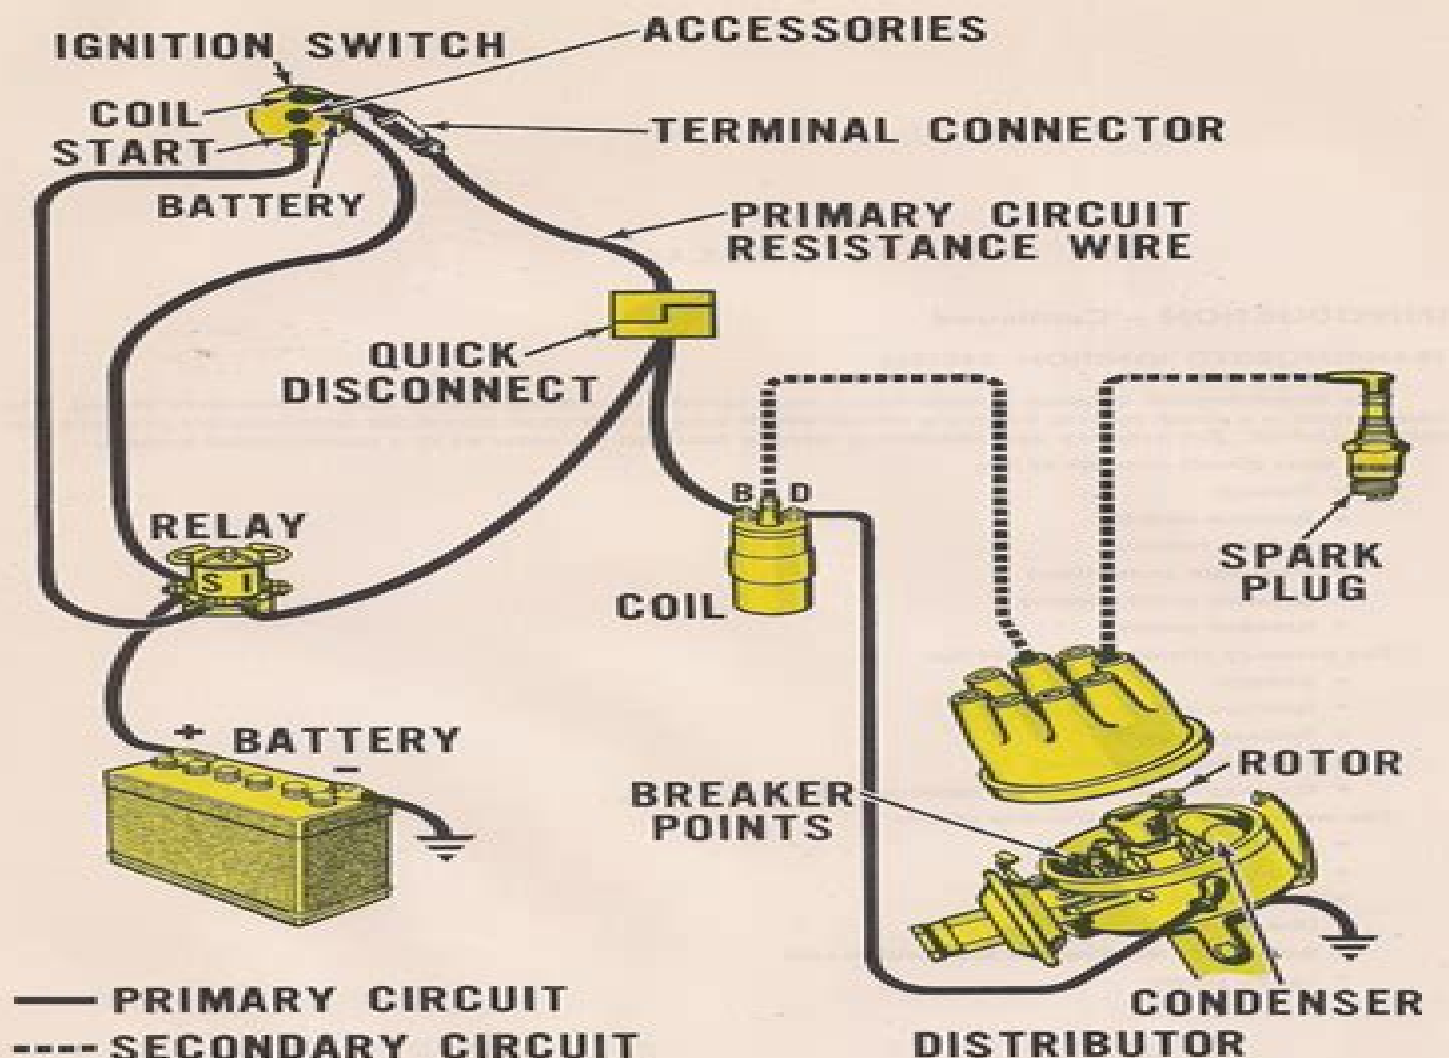 ACCESSORIES
IGNITION SWITCH
COIL
TERMINAL CONNECTOR
START
BATTERY
PRIMARY CIRCUIT
RESISTANCE WIRE
QUICK
DISCONNECT
B D
RELAY
S I
SPARK
PLUG
COIL
+ BATTERY
-
ROTOR
BREAKER
POINTS
PRIMARY CIRCUIT
CONDENSER
SECONDARY CIRCUIT
DISTRIBUTOR